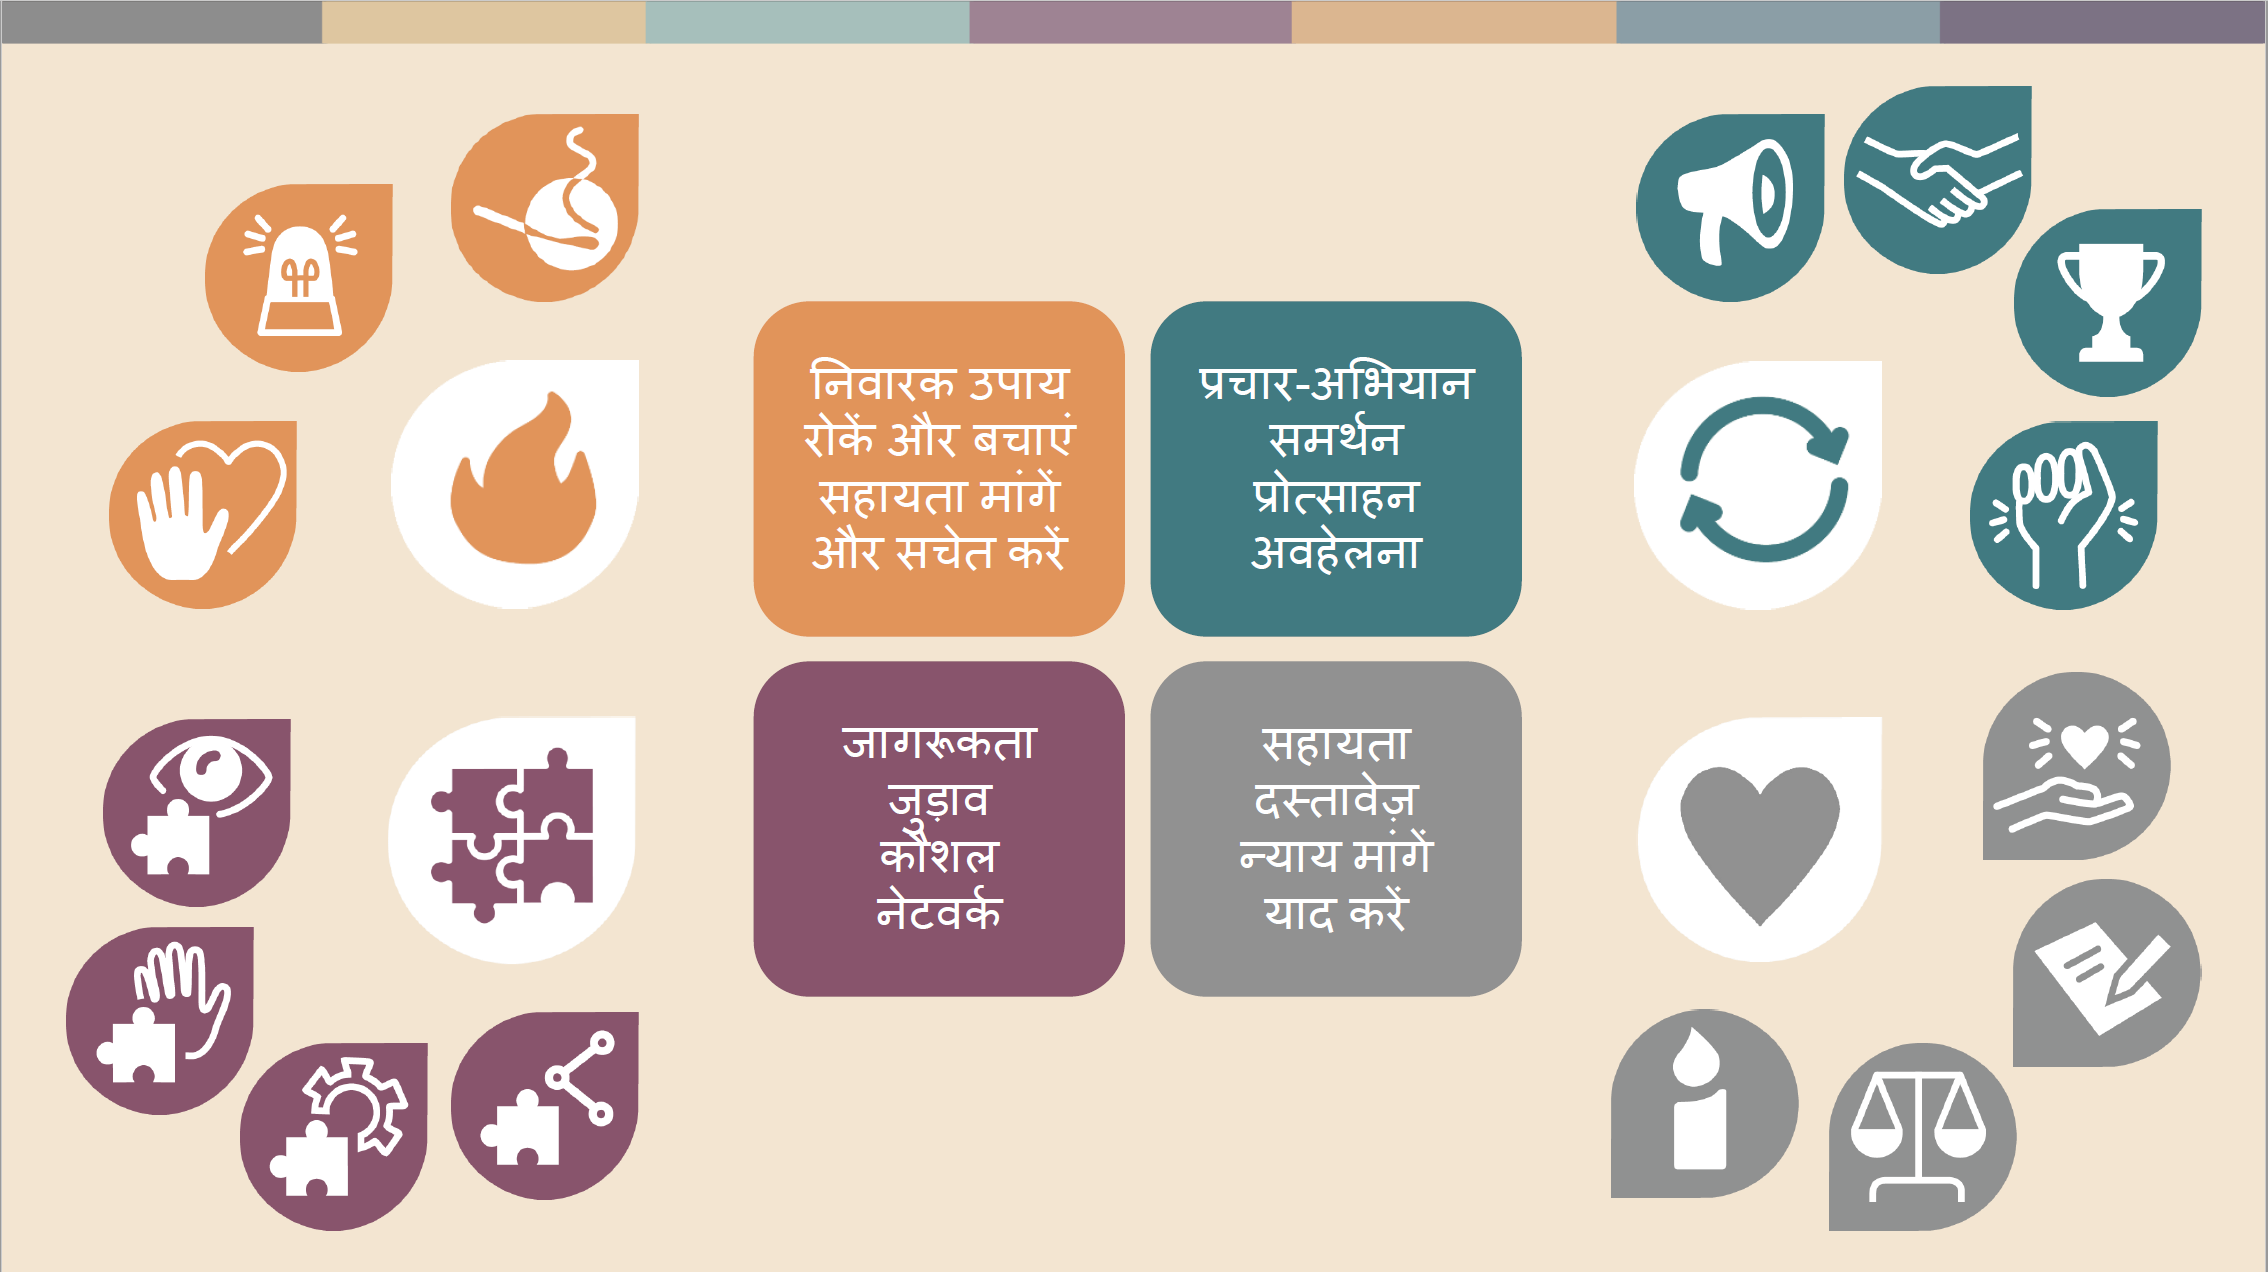 निवारक उपाय
रोकें और बचाएं
सहायता मांगें
और सचेत करें
प्रचार-अभियान
समर्थन
प्रोत्साहन
अवहेलना
जागरूकता
जुड़ाव
कौशल
नेटवर्क
सहायता
दस्तावेज़
न्याय मांगें
याद करें